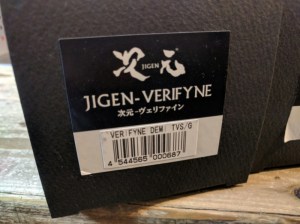 次元
JIGEN
JIGEN-VERIFYNE
次元-ヴェリファイン
VERIFYNE DEMI TVS/G
4 544565 000687